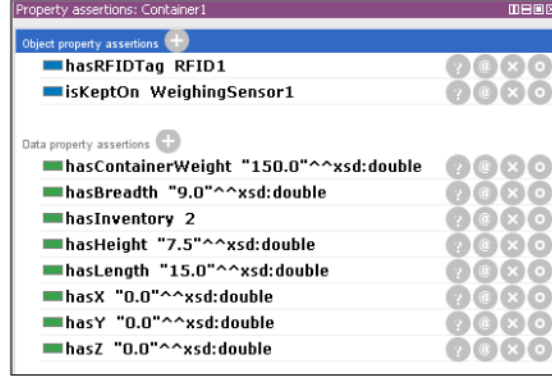 Property assertions: Container1
Object property assertions
hasRFIDTag RFID1
isKeptOn WeighingSensor1
Data property assertions
hasContainerWeight "150.0"^^xsd:double
hasBreadth "9.0"^^xsd:double
hasInventory 2
hasHeight "7.5"^^xsd:double
hasLength "15.0"^^xsd:double
hasX "0.0"^^xsd:double
hasY "0.0"^^xsd:double
hasZ "0.0"^^xsd:double